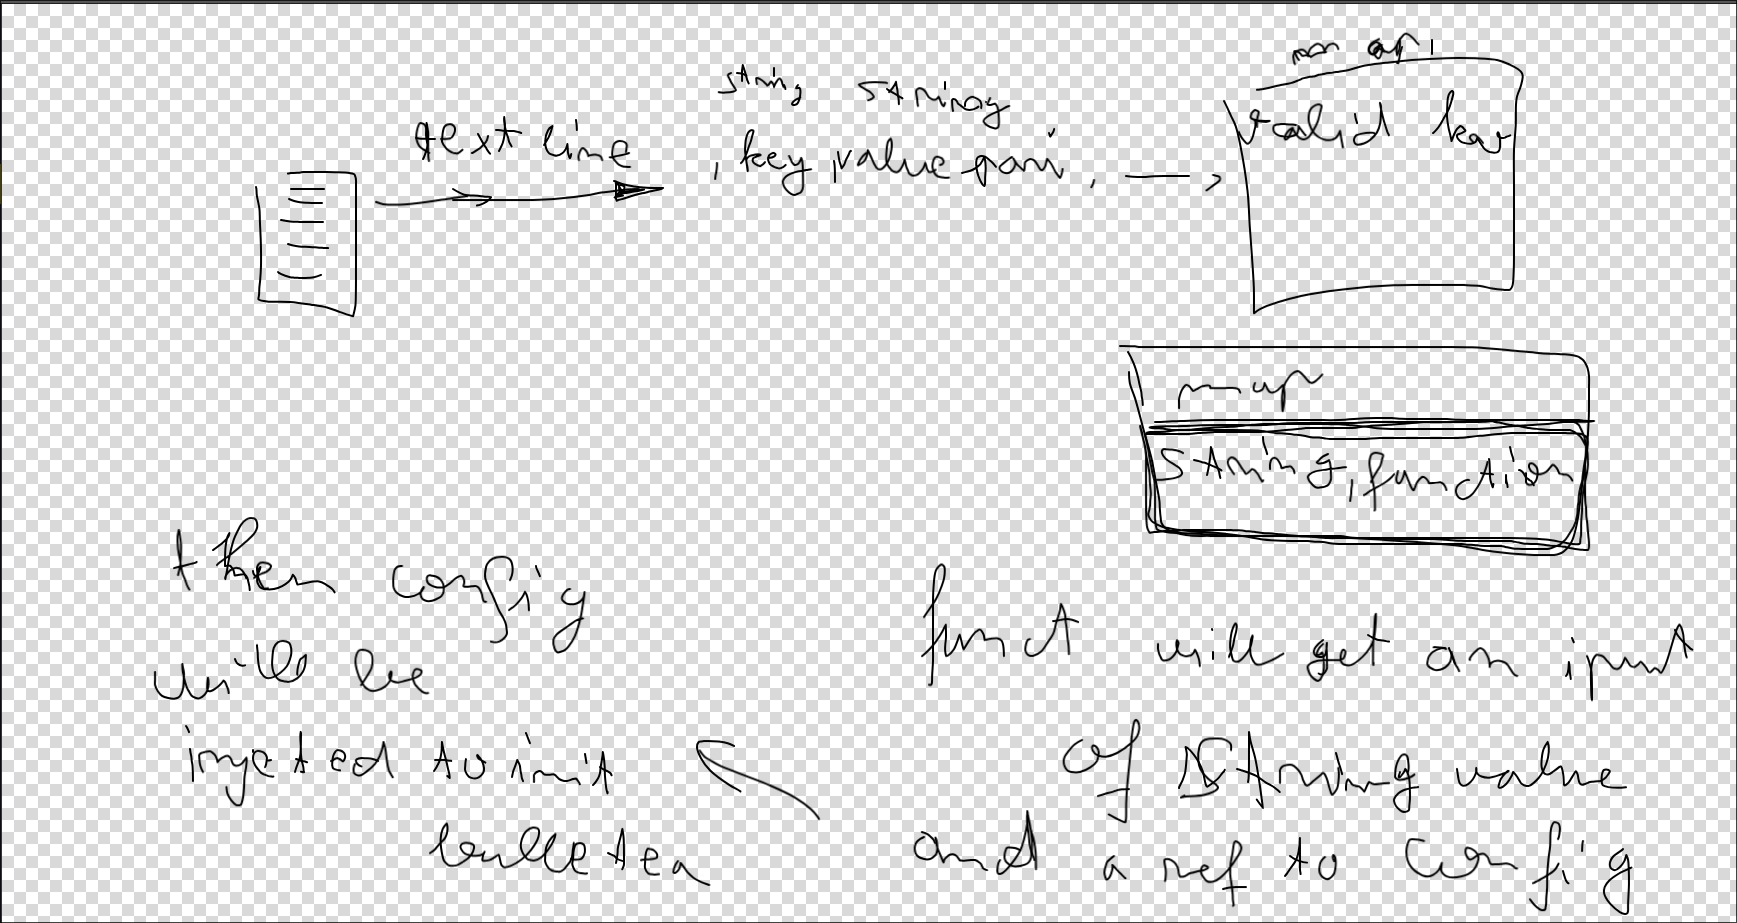 string string
text line
, key, value pair,
valid key
map
string, function
funct will get an input
of string value
and a ref to config
then config
will be
injected to init
bulletea